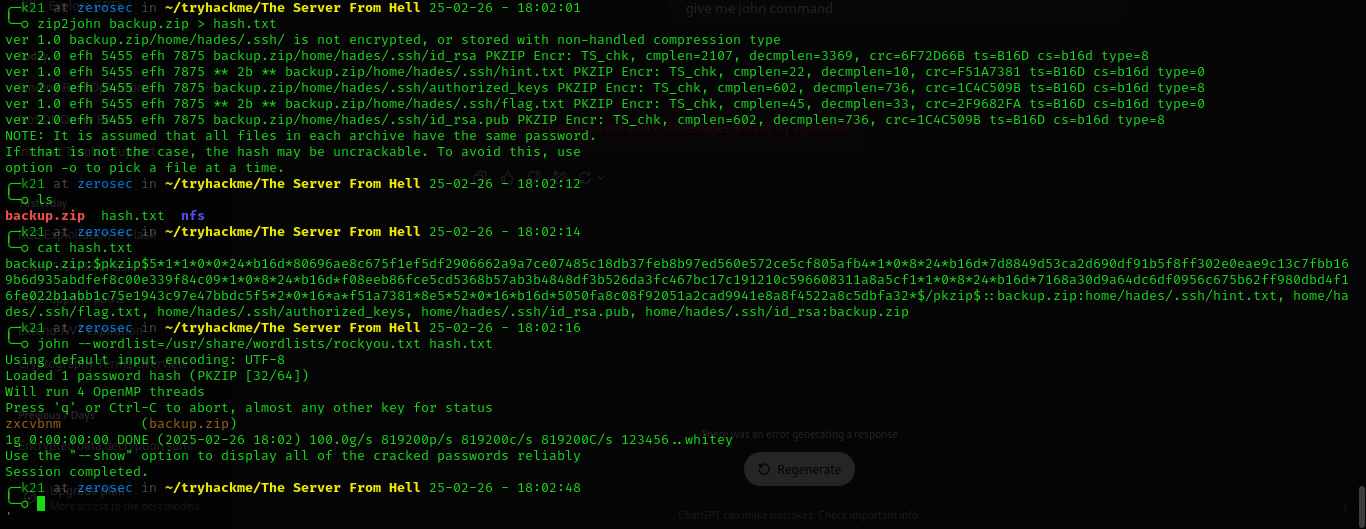 ╭─k21 at zerosec in ~/tryhackme/The Server From Hell 25-02-26 - 18:02:01
╰─○ zip2john backup.zip > hash.txt
ver 1.0 backup.zip/home/hades/.ssh/ is not encrypted, or stored with non-handled compression type
ver 2.0 efh 5455 efh 7875 backup.zip/home/hades/.ssh/id_rsa PKZIP Encr: TS_chk, cmplen=2107, decmplen=3369, crc=6F72D66B ts=B16D cs=b16d type=8
ver 1.0 efh 5455 efh 7875 ** 2b ** backup.zip/home/hades/.ssh/hint.txt PKZIP Encr: TS_chk, cmplen=22, decmplen=10, crc=F51A7381 ts=B16D cs=b16d type=0
ver 2.0 efh 5455 efh 7875 backup.zip/home/hades/.ssh/authorized_keys PKZIP Encr: TS_chk, cmplen=602, decmplen=736, crc=1C4C509B ts=B16D cs=b16d type=8
ver 1.0 efh 5455 efh 7875 ** 2b ** backup.zip/home/hades/.ssh/flag.txt PKZIP Encr: TS_chk, cmplen=45, decmplen=33, crc=2F9682FA ts=B16D cs=b16d type=0
ver 2.0 efh 5455 efh 7875 backup.zip/home/hades/.ssh/id_rsa.pub PKZIP Encr: TS_chk, cmplen=602, decmplen=736, crc=1C4C509B ts=B16D cs=b16d type=8
NOTE: It is assumed that all files in each archive have the same password.
If that is not the case, the hash may be uncrackable. To avoid this, use
option -o to pick a file at a time.
╭─k21 at zerosec in ~/tryhackme/The Server From Hell 25-02-26 - 18:02:12
╰─○ ls
backup.zip  hash.txt  nfs
╭─k21 at zerosec in ~/tryhackme/The Server From Hell 25-02-26 - 18:02:14
╰─○ cat hash.txt
backup.zip:$pkzip$5*1*1*0*0*24*b16d*80696ae8c675f1ef5df2906662a9a7ce07485c18db37feb8b97ed560e572ce5cf805afb4*1*0*8*24*b16d*7d8849d53ca2d690df91b5f8ff302e0eae9c13c7fbb16
9b6d935abdfef8c00e339f84c09*1*0*8*24*b16d*f08eeb86fce5cd5368b57ab3b4848df3b526da3fc467bc17c191210c596608311a8a5cf1*1*0*8*24*b16d*7168a30d9a64dc6df0956c675b62ff980dbd4f1
6fe2221abb1c75e1943c97e47bbdc5f5*2*0*16*a*f51a7381*8e5*52*0*16*b16d*5050fa8c08f92051a2cad9941e8a8f4522a8c5dbfa32*$/pkzip$::backup.zip:home/hades/.ssh/hint.txt, home/ha
des/.ssh/flag.txt, home/hades/.ssh/authorized_keys, home/hades/.ssh/id_rsa.pub, home/hades/.ssh/id_rsa:backup.zip
╭─k21 at zerosec in ~/tryhackme/The Server From Hell 25-02-26 - 18:02:16
╰─○ john --wordlist=/usr/share/wordlists/rockyou.txt hash.txt
Using default input encoding: UTF-8
Loaded 1 password hash (PKZIP [32/64])
Will run 4 OpenMP threads
Press 'q' or Ctrl-C to abort, almost any other key for status
zxcvbnm          (backup.zip)
1g 0:00:00:00 DONE (2025-02-26 18:02) 100.0g/s 819200p/s 819200c/s 819200C/s 123456..whitey
Use the "--show" option to display all of the cracked passwords reliably
Session completed.
╭─k21 at zerosec in ~/tryhackme/The Server From Hell 25-02-26 - 18:02:48
╰─○
give me john command
Yesterday
Previous 7 Days
There was an error generating a response
Regenerate
Upgrade plan
More access to the best models
ChatGPT can make mistakes. Check important info.
?